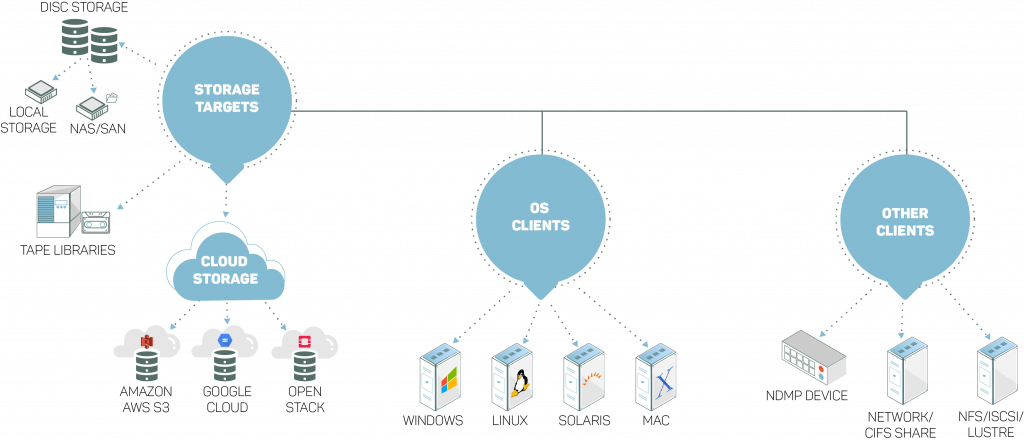 DISC STORAGE
LOCAL
STORAGE
NAS/SAN
STORAGE
TARGETS
TAPE LIBRARIES
CLOUD
STORAGE
AMAZON
AWS S3
GOOGLE
CLOUD
OPEN
STACK
OS
CLIENTS
WINDOWS
LINUX
SOLARIS
MAC
OTHER
CLIENTS
NDMP DEVICE
NETWORK/
CIFS SHARE
NFS/ISCSI/
LUSTRE